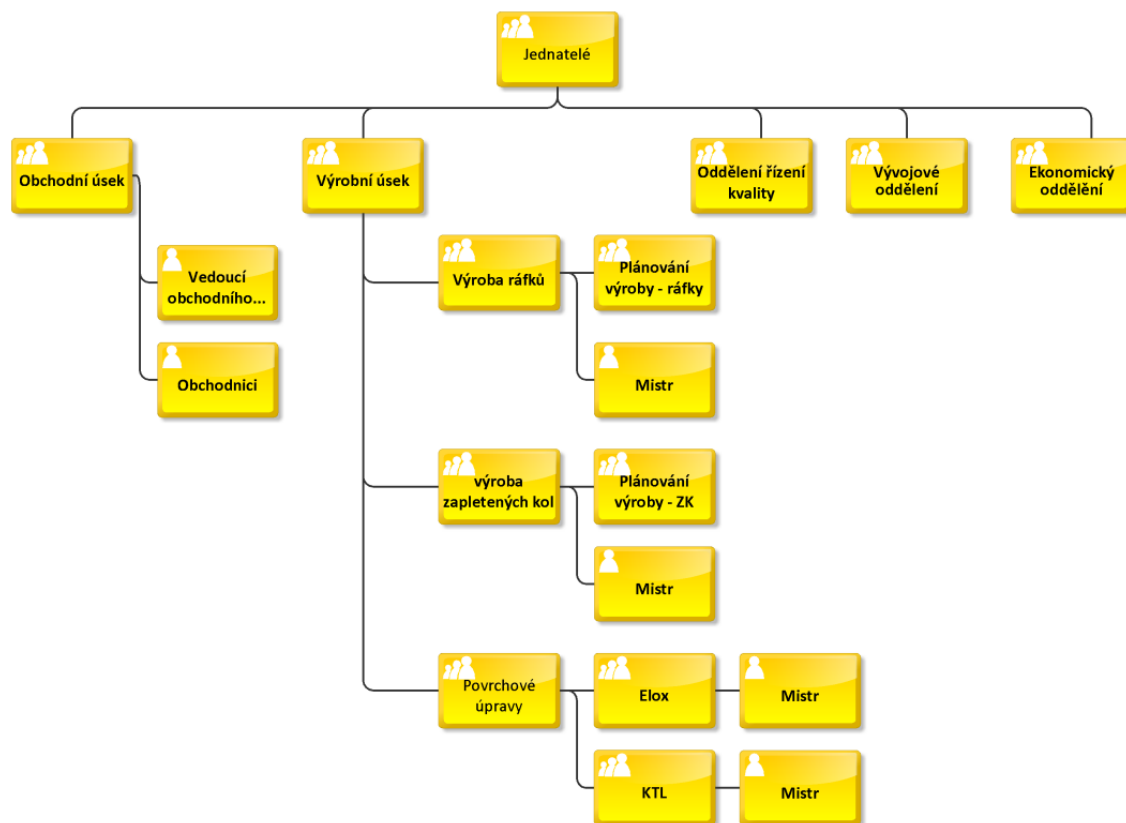 Jednatelé
Obchodní úsek
Výrobní úsek
Oddělení řízení
kvality
Vývojové
oddělení
Ekonomický
oddělění
Vedoucí
obchodního...
Výroba ráfků
Plánování
výroby - ráfky
Obchodnici
Mistr
výroba
zapletených kol
Plánování
výroby - ZK
Mistr
Povrchové
úpravy
Elox
Mistr
KTL
Mistr